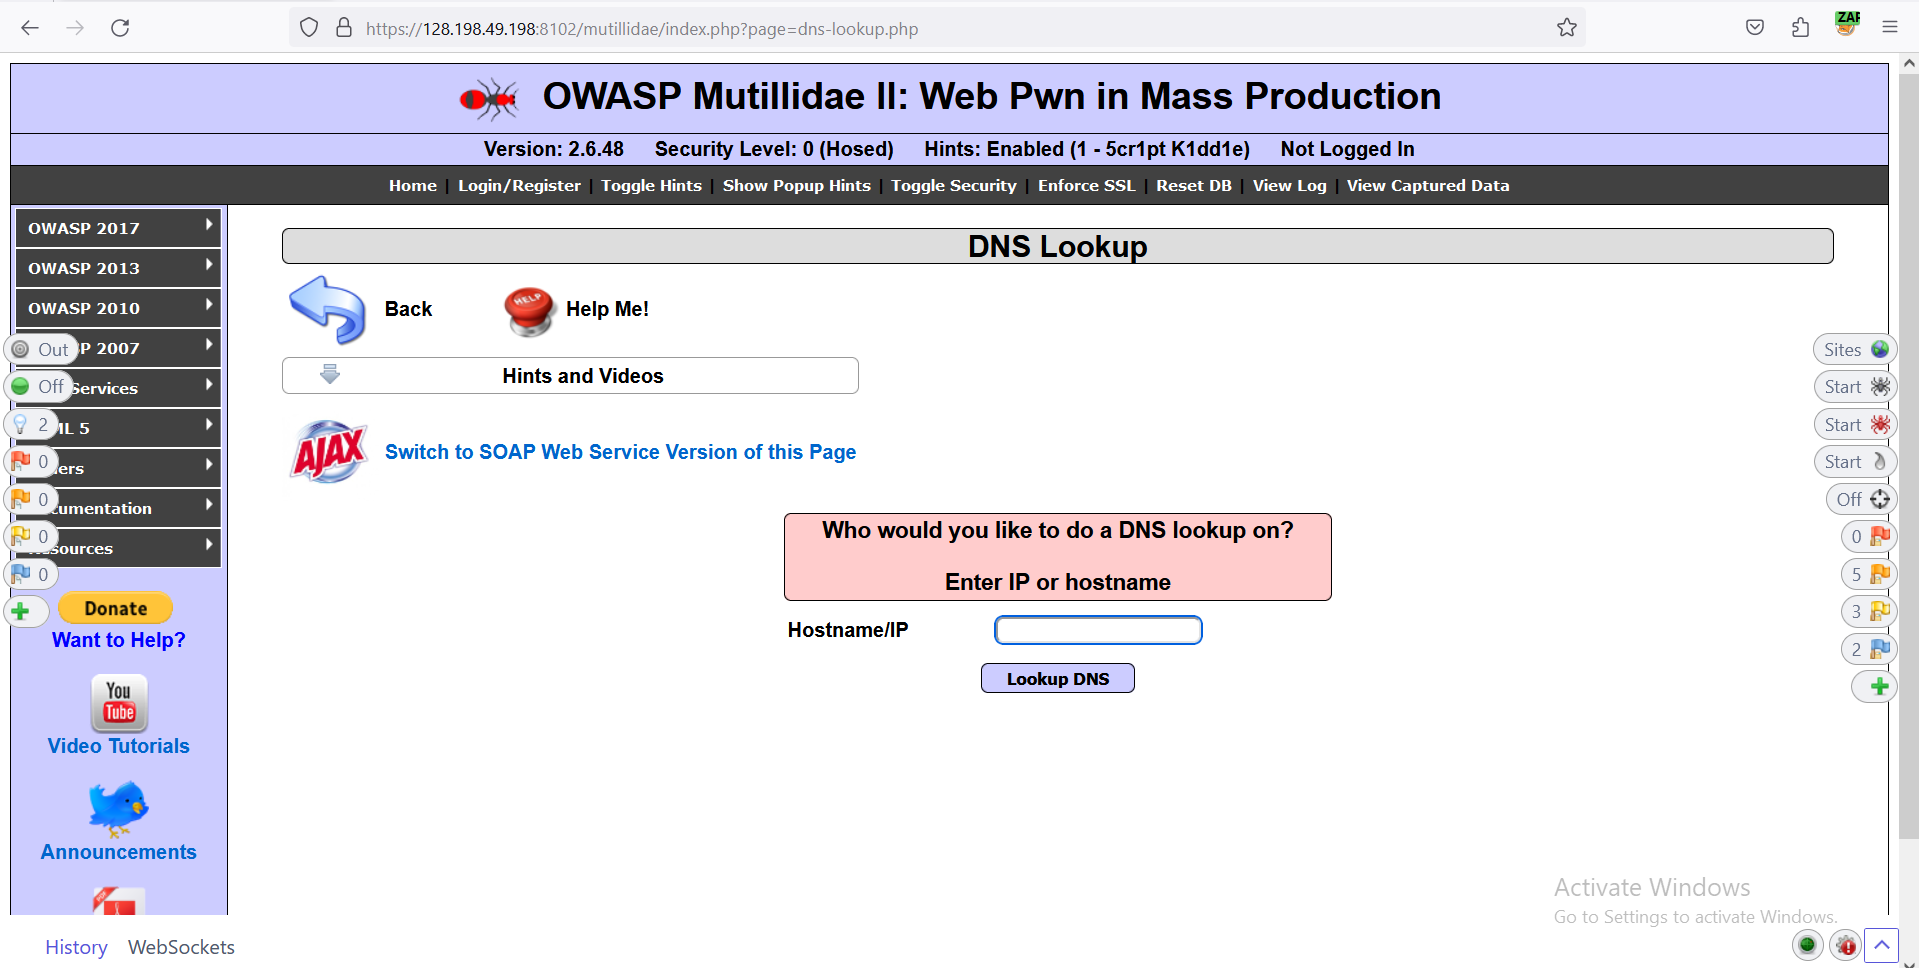 https://128.198.49.198:8102/mutillidae/index.php?page=dns-lookup.php
ZAP
OWASP Mutillidae II: Web Pwn in Mass Production
Version: 2.6.48 Security Level: 0 (Hosed) Hints: Enabled (1 - 5cr1pt K1dd1e) Not Logged In
Home | Login/Register | Toggle Hints | Show Popup Hints | Toggle Security | Enforce SSL | Reset DB | View Log | View Captured Data
OWASP 2017
OWASP 2013
OWASP 2010
Out
P 2007
Off
Services
2
ML 5
0
ers
0
cumentation
0
sources
0
Donate
Want to Help?
You
Tube
Video Tutorials
Announcements
DNS Lookup
Back
HELP
Help Me!
Hints and Videos
AJAX
Switch to SOAP Web Service Version of this Page
Who would you like to do a DNS lookup on?
Enter IP or hostname
Hostname/IP
Lookup DNS
Sites
Start
Start
Start
Off
0
5
3
2
Activate Windows
Go to Settings to activate Windows.
History WebSockets